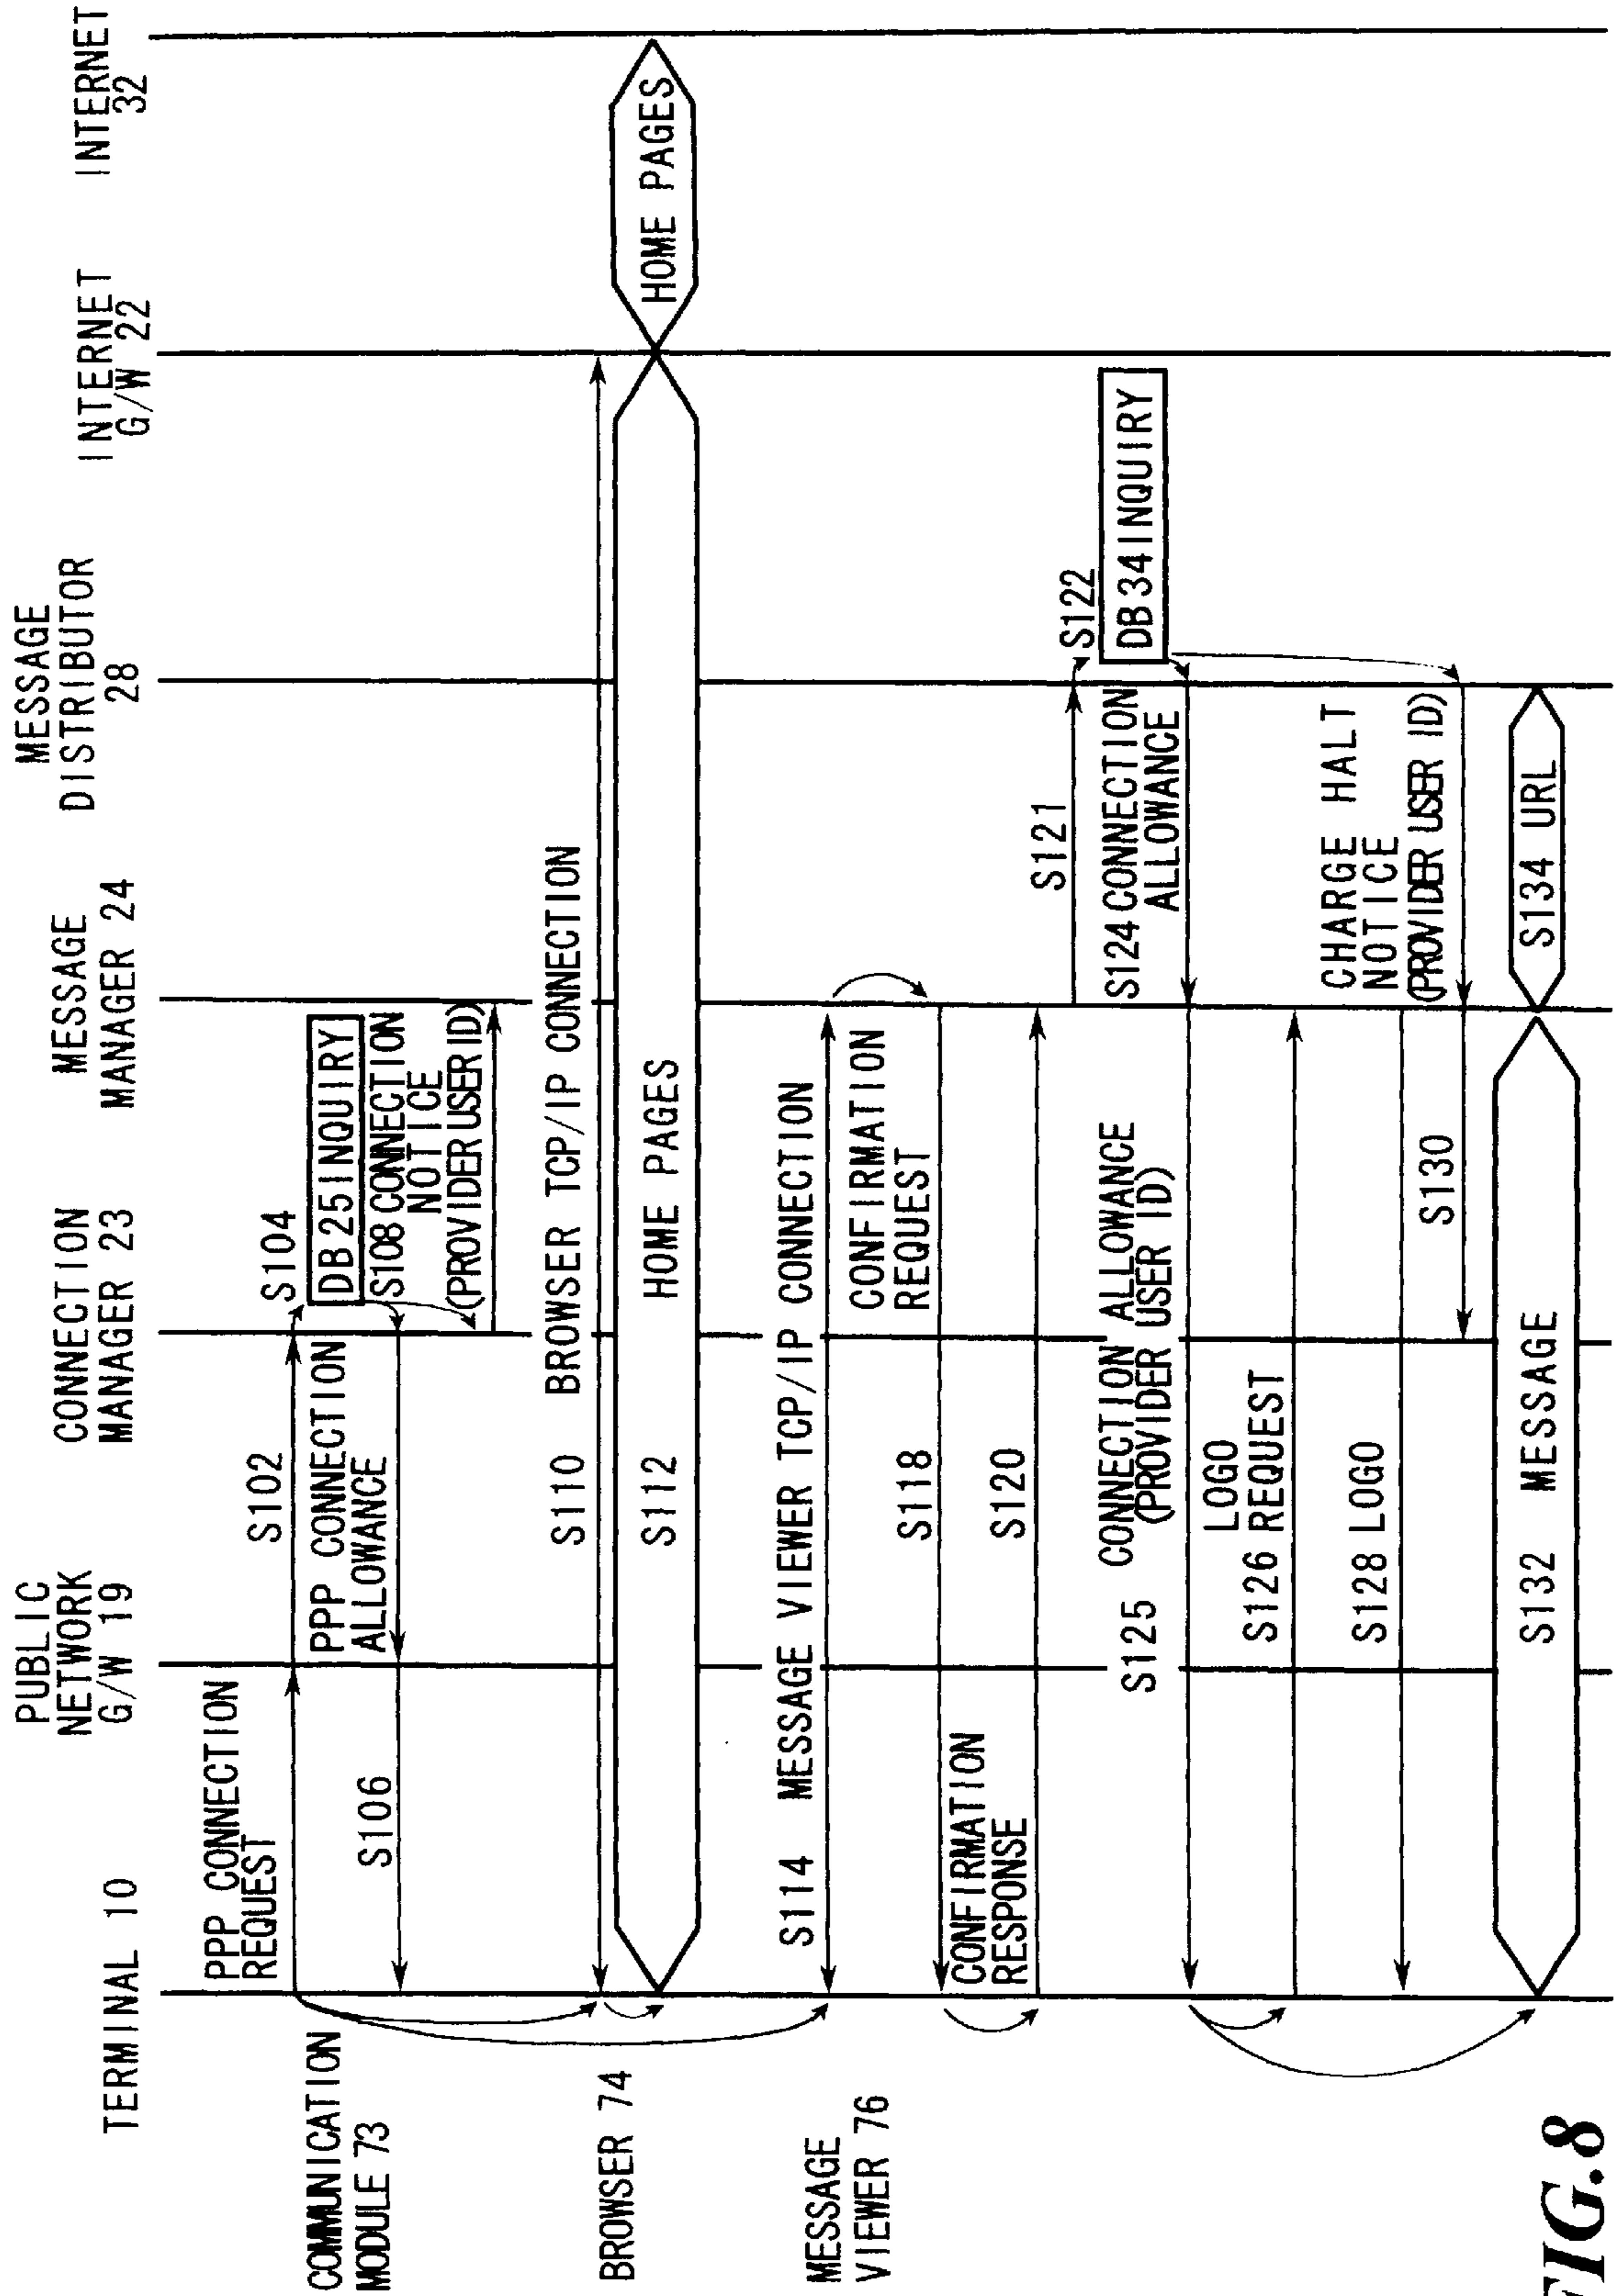 TERMINAL 10
PUBLIC
NETWORK
G/W 19
CONNECTION
MANAGER 23
MESSAGE
MANAGER 24
MESSAGE
DISTRIBUTOR
28
INTERNET
G/W 22
INTERNET
32
COMMUNICATION
MODULE 73
PPP CONNECTION
REQUEST
S102
S104
DB 25 INQUIRY
PPP CONNECTION
ALLOWANCE
S106
S108 CONNECTION
NOTICE
(PROVIDER USER ID)
BROWSER 74
S110 BROWSER TCP/IP CONNECTION
S112 HOME PAGES
HOME PAGES
MESSAGE
VIEWER 76
S114 MESSAGE VIEWER TCP/IP CONNECTION
CONFIRMATION
REQUEST
S118
CONFIRMATION
RESPONSE
S120
S121
S122
DB 34 INQUIRY
S124 CONNECTION
ALLOWANCE
S125 CONNECTION ALLOWANCE
(PROVIDER USER ID)
LOGO
S126 REQUEST
S128 LOGO
CHARGE HALT
NOTICE
(PROVIDER USER ID)
S130
S132 MESSAGE
S134 URL
FIG.8